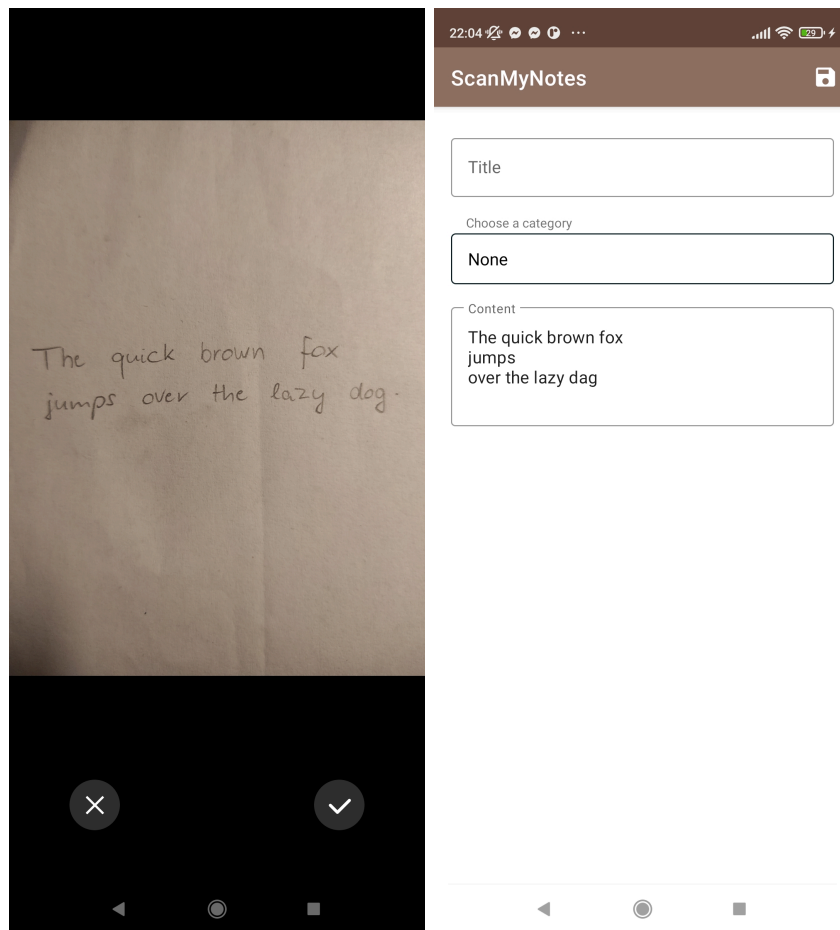 The quick brown fox
jumps over the lazy dog.
22:04 ...
29
ScanMyNotes
Title
Choose a category
None
Content
The quick brown fox
jumps
over the lazy dag